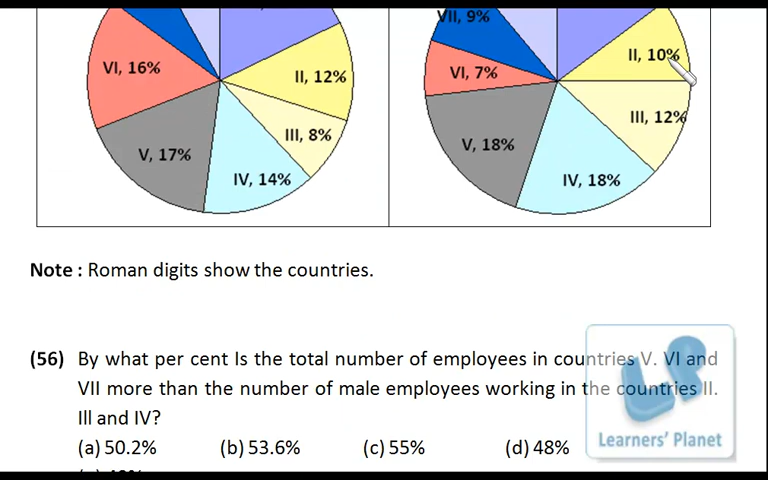 VII, 9%
VI, 16%
II, 12%
III, 8%
V, 17%
IV, 14%
II, 10%
VI, 7%
III, 12%
V, 18%
IV, 18%
Note : Roman digits show the countries.
(56) By what per cent Is the total number of employees in countries V. VI and
VII more than the number of male employees working in the countries II.
Ill and IV?
(a) 50.2% (b) 53.6% (c) 55% (d) 48%
LP
Learners' Planet